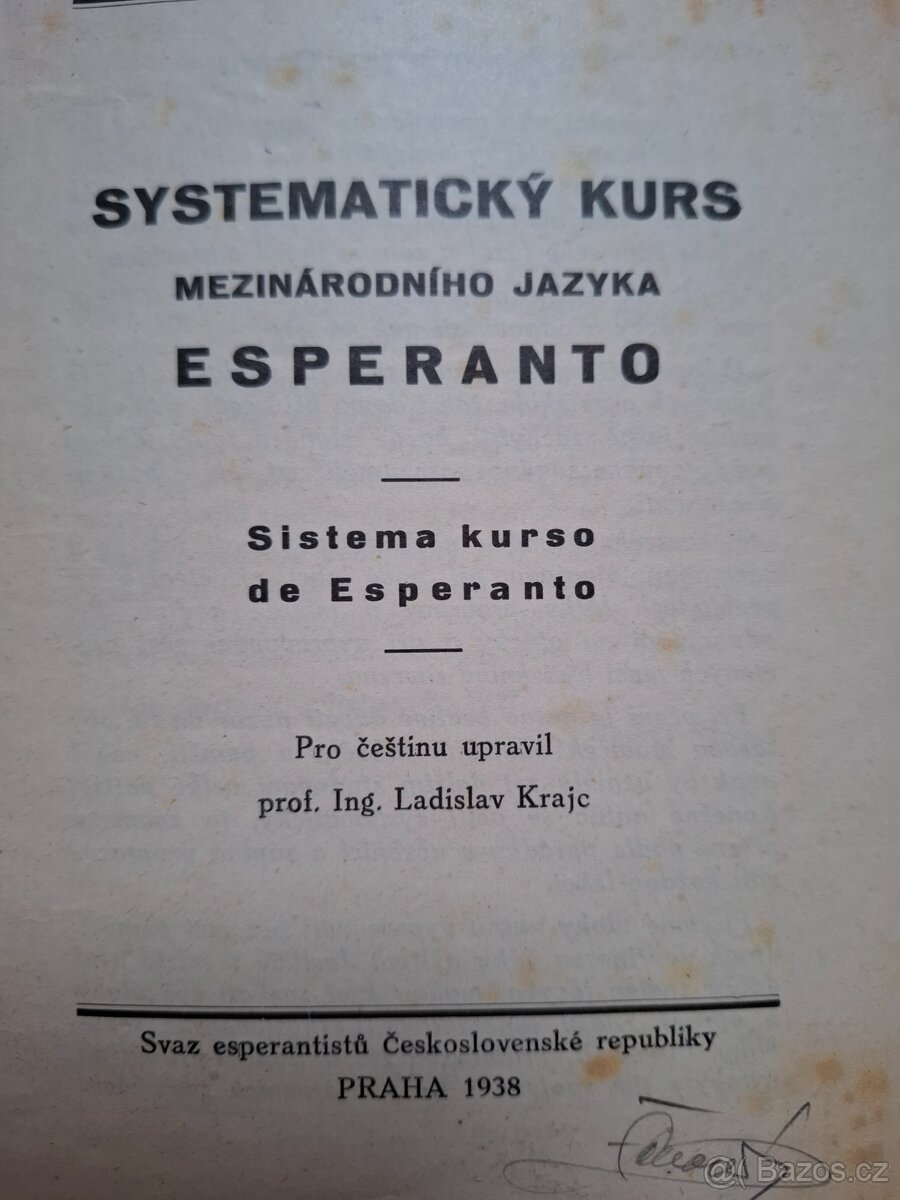 SYSTEMATICKÝ KURS
MEZINÁRODNÍHO JAZYKA
ESPERANTO
Sistema kurso
de Esperanto
Pro češtinu upravil
prof. Ing. Ladislav Krajc
Svaz esperantistů Československé republiky
PRAHA 1938
Bazos.cz